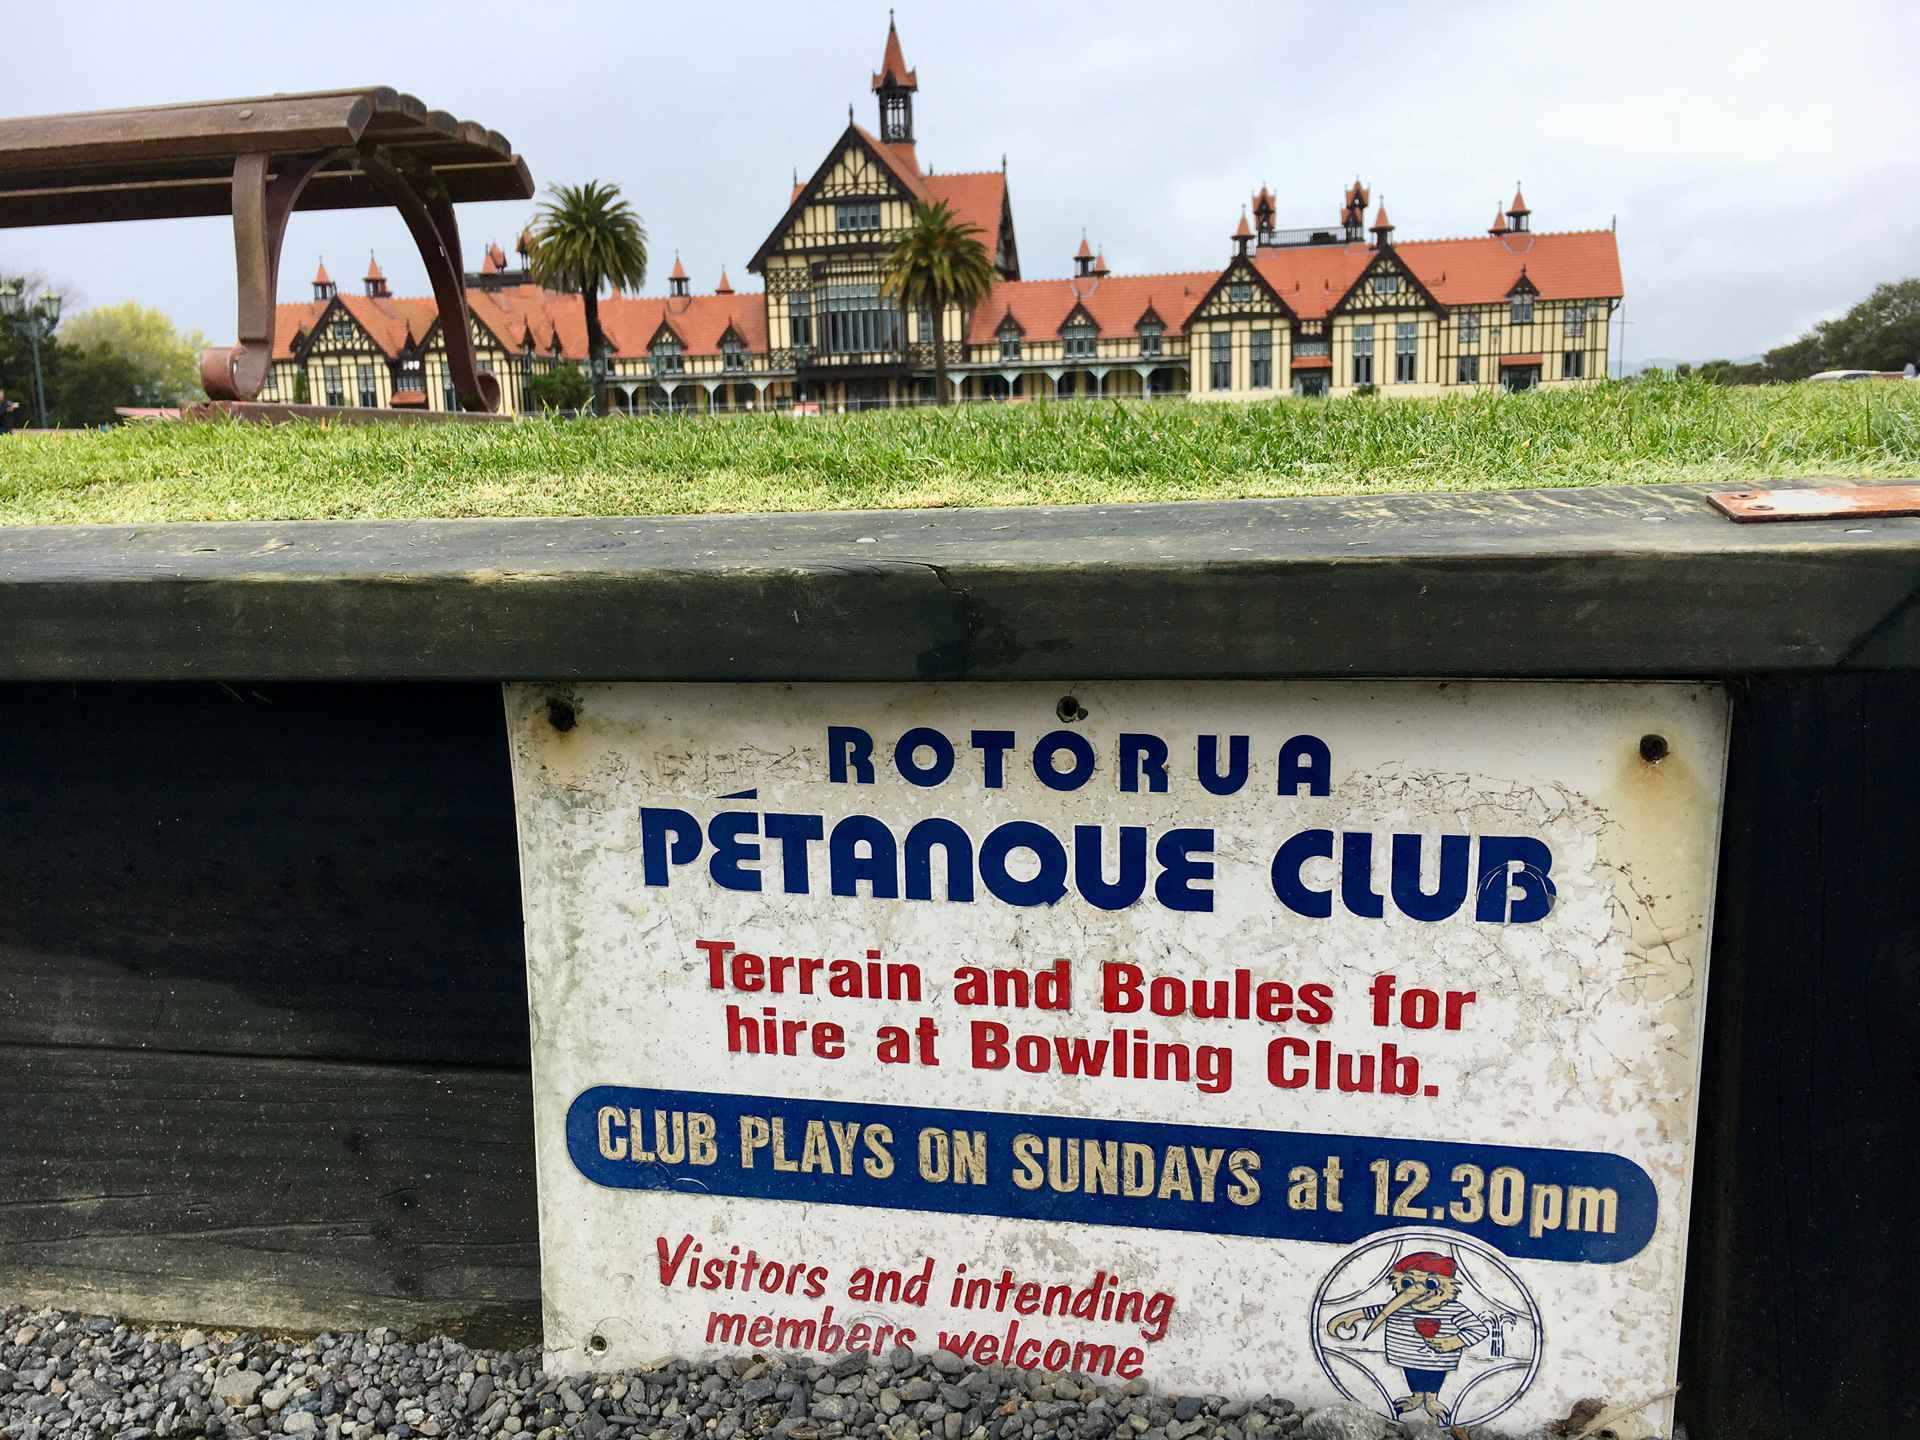 ROTORUA
PÉTANQUE CLUB
Terrain and Boules for
hire at Bowling Club.
CLUB PLAYS ON SUNDAYS at 12.30pm
Visitors and intending
members welcome